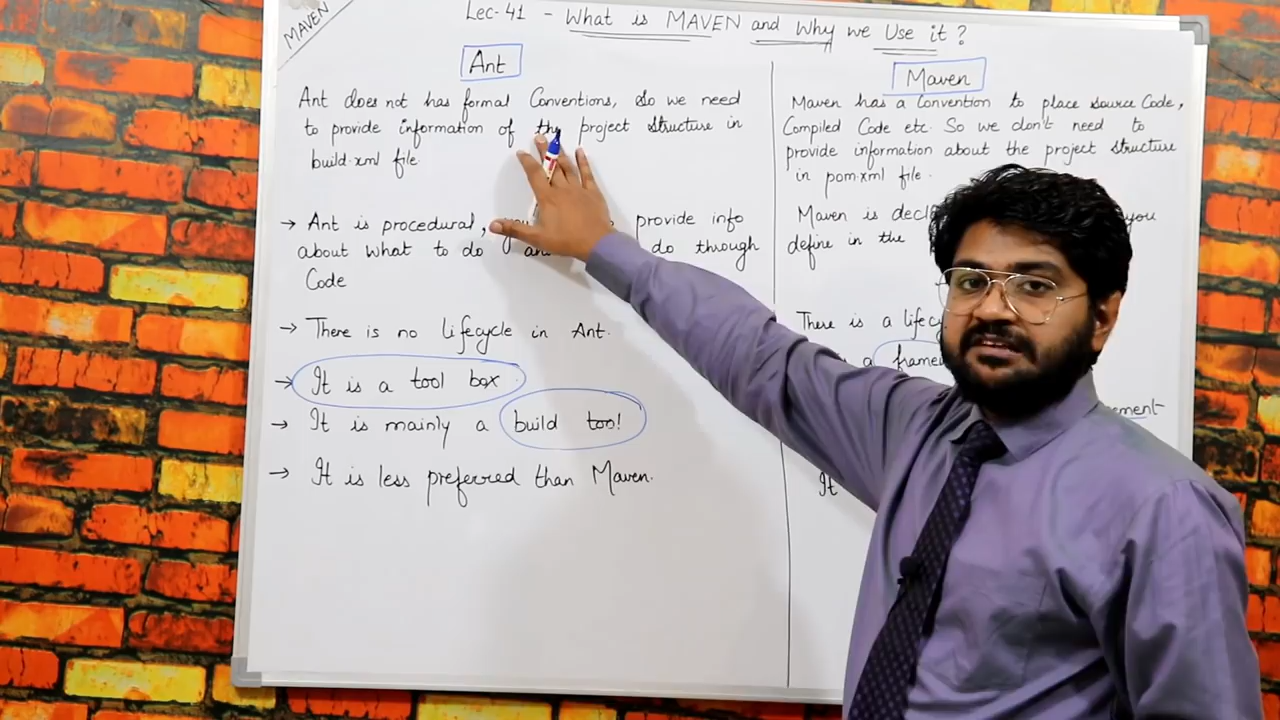 MAVEN
Lec-41 - What is MAVEN and Why we Use it ?
Ant
Ant does not has formal Conventions, So we need
to provide information of the project structure in
build.xml file
→ Ant is procedural, provide info
about what to do do through
Code
→ There is no lifecycle in Ant.
→ It is a tool box.
→ It is mainly a build tool
→ It is less preferred than Maven.
Maven
Maven has a Convention to place source Code,
Compiled Code etc. So we don't need to
provide information about the project structure
in pom.xml file.
Maven is you
define in the
There is a
a
It